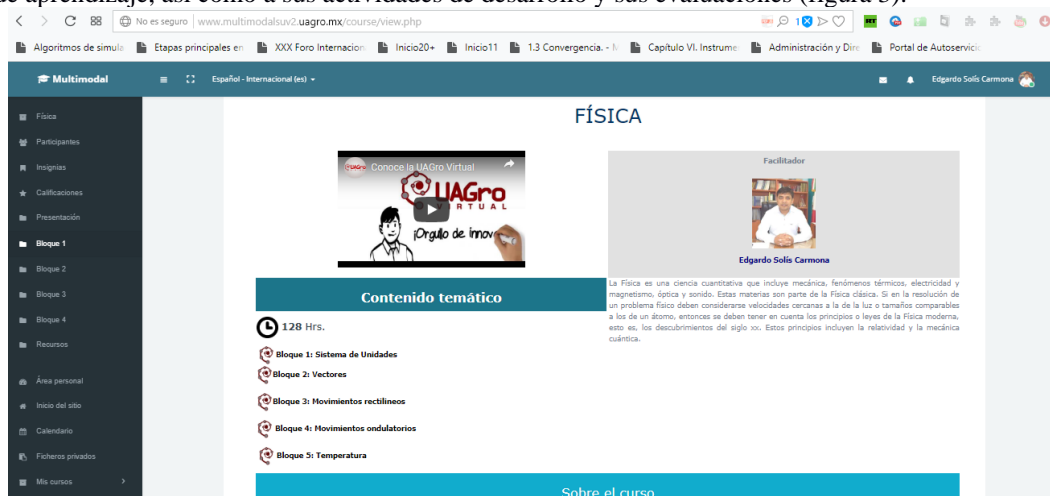 de aprendizaje, así como a sus actividades de desarrollo y sus evaluaciones (figura 3).
No es seguro | www.multimodalsuv2.uagro.mx/course/view.php
Algoritmos de simula Etapas principales en XXX Foro Internacion Inicio20+ Inicio11 1.3 Convergencia. - N Capítulo VI. Instrume Administración y Dire Portal de Autoservic
Multimodal Español - Internacional (es) Edgardo Solís Carmona
Física
Participantes
Insignias
Calificaciones
Presentación
Bloque 1
Bloque 2
Bloque 3
Bloque 4
Recursos
Área personal
Inicio del sitio
Calendario
Ficheros privados
Mis cursos
FÍSICA
Conoce la UAGro Virtual
UAGro
VIRTUAL
¡Orgullo de innov
Facilitador
Edgardo Solís Carmona
La Física es una ciencia cuantitativa que incluye mecánica, fenómenos térmicos, electricidad y
magnetismo, óptica y sonido. Estas materias son parte de la Física clásica. Si en la resolución de
un problema físico deben considerarse velocidades cercanas a la de la luz o tamaños comparables
a los de un átomo, entonces se deben tener en cuenta los principios o leyes de la Física moderna,
esto es, los descubrimientos del siglo xx. Estos principios incluyen la relatividad y la mecánica
cuántica.
Contenido temático
128 Hrs.
Bloque 1: Sistema de Unidades
Bloque 2: Vectores
Bloque 3: Movimientos rectilineos
Bloque 4: Movimientos ondulatorios
Bloque 5: Temperatura
Sobre el curso